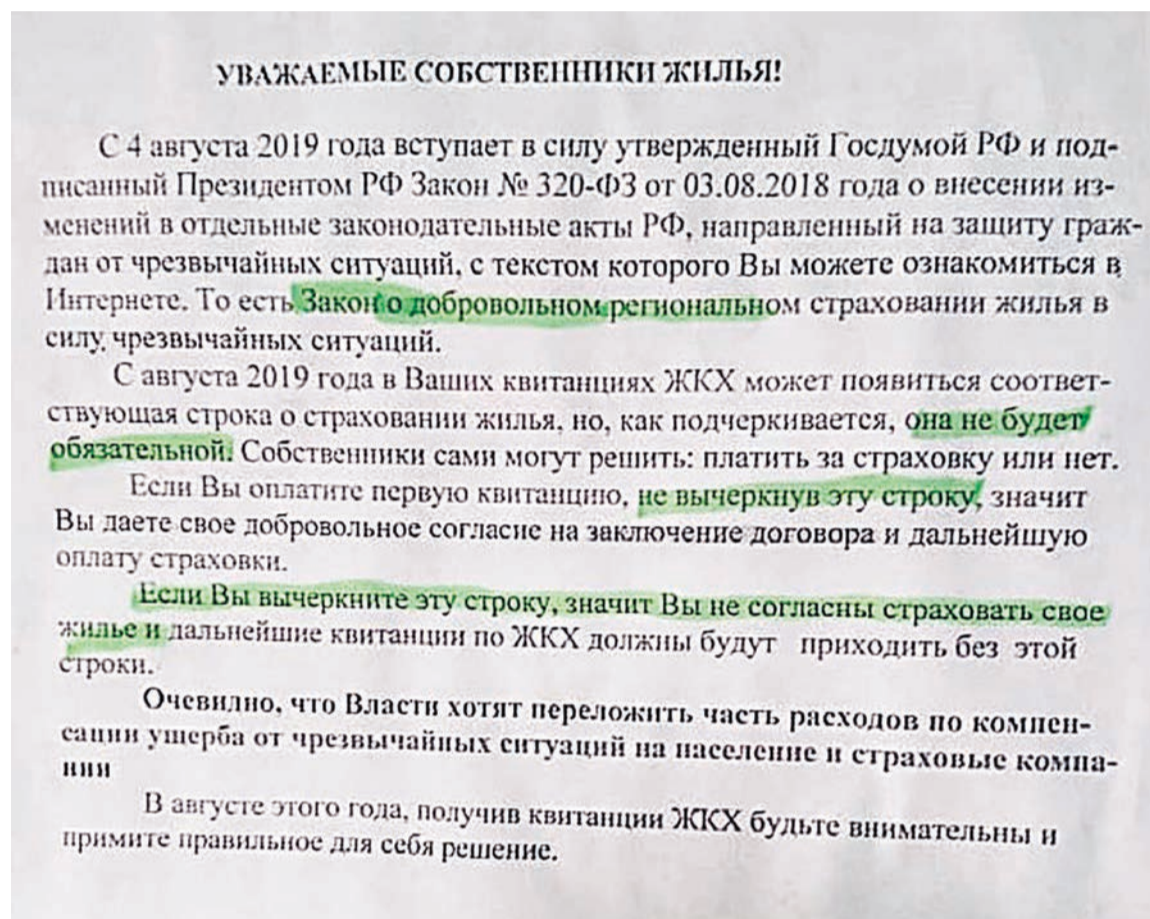 УВАЖАЕМЫЕ СОБСТВЕННИКИ ЖИЛЬЯ!
С 4 августа 2019 года вступает в силу утвержденный Госдумой РФ и под-
писанный Президентом РФ Закон № 320-ФЗ от 03.08.2018 года о внесении из-
менений в отдельные законодательные акты РФ, направленный на защиту граж-
дан от чрезвычайных ситуаций, с текстом которого Вы можете ознакомиться в
Интернете. То есть Закон о добровольном региональном страховании жилья в
силу чрезвычайных ситуаций.
С августа 2019 года в Ваших квитанциях ЖКХ может появиться соответ-
ствующая строка о страховании жилья, но, как подчеркивается, она не будет
обязательной. Собственники сами могут решить: платить за страховку или нет.
Если Вы оплатите первую квитанцию, не вычеркнув эту строку, значит
Вы даете свое добровольное согласие на заключение договора и дальнейшую
оплату страховки.
Если Вы вычеркните эту строку, значит Вы не согласны страховать свое
жилье и дальнейшие квитанции по ЖКХ должны будут приходить без этой
строки.
Очевидно, что Власти хотят переложить часть расходов по компен-
сации ущерба от чрезвычайных ситуаций на население и страховые компа-
нии
В августе этого года, получив квитанции ЖКХ будьте внимательны и
примите правильное для себя решение.